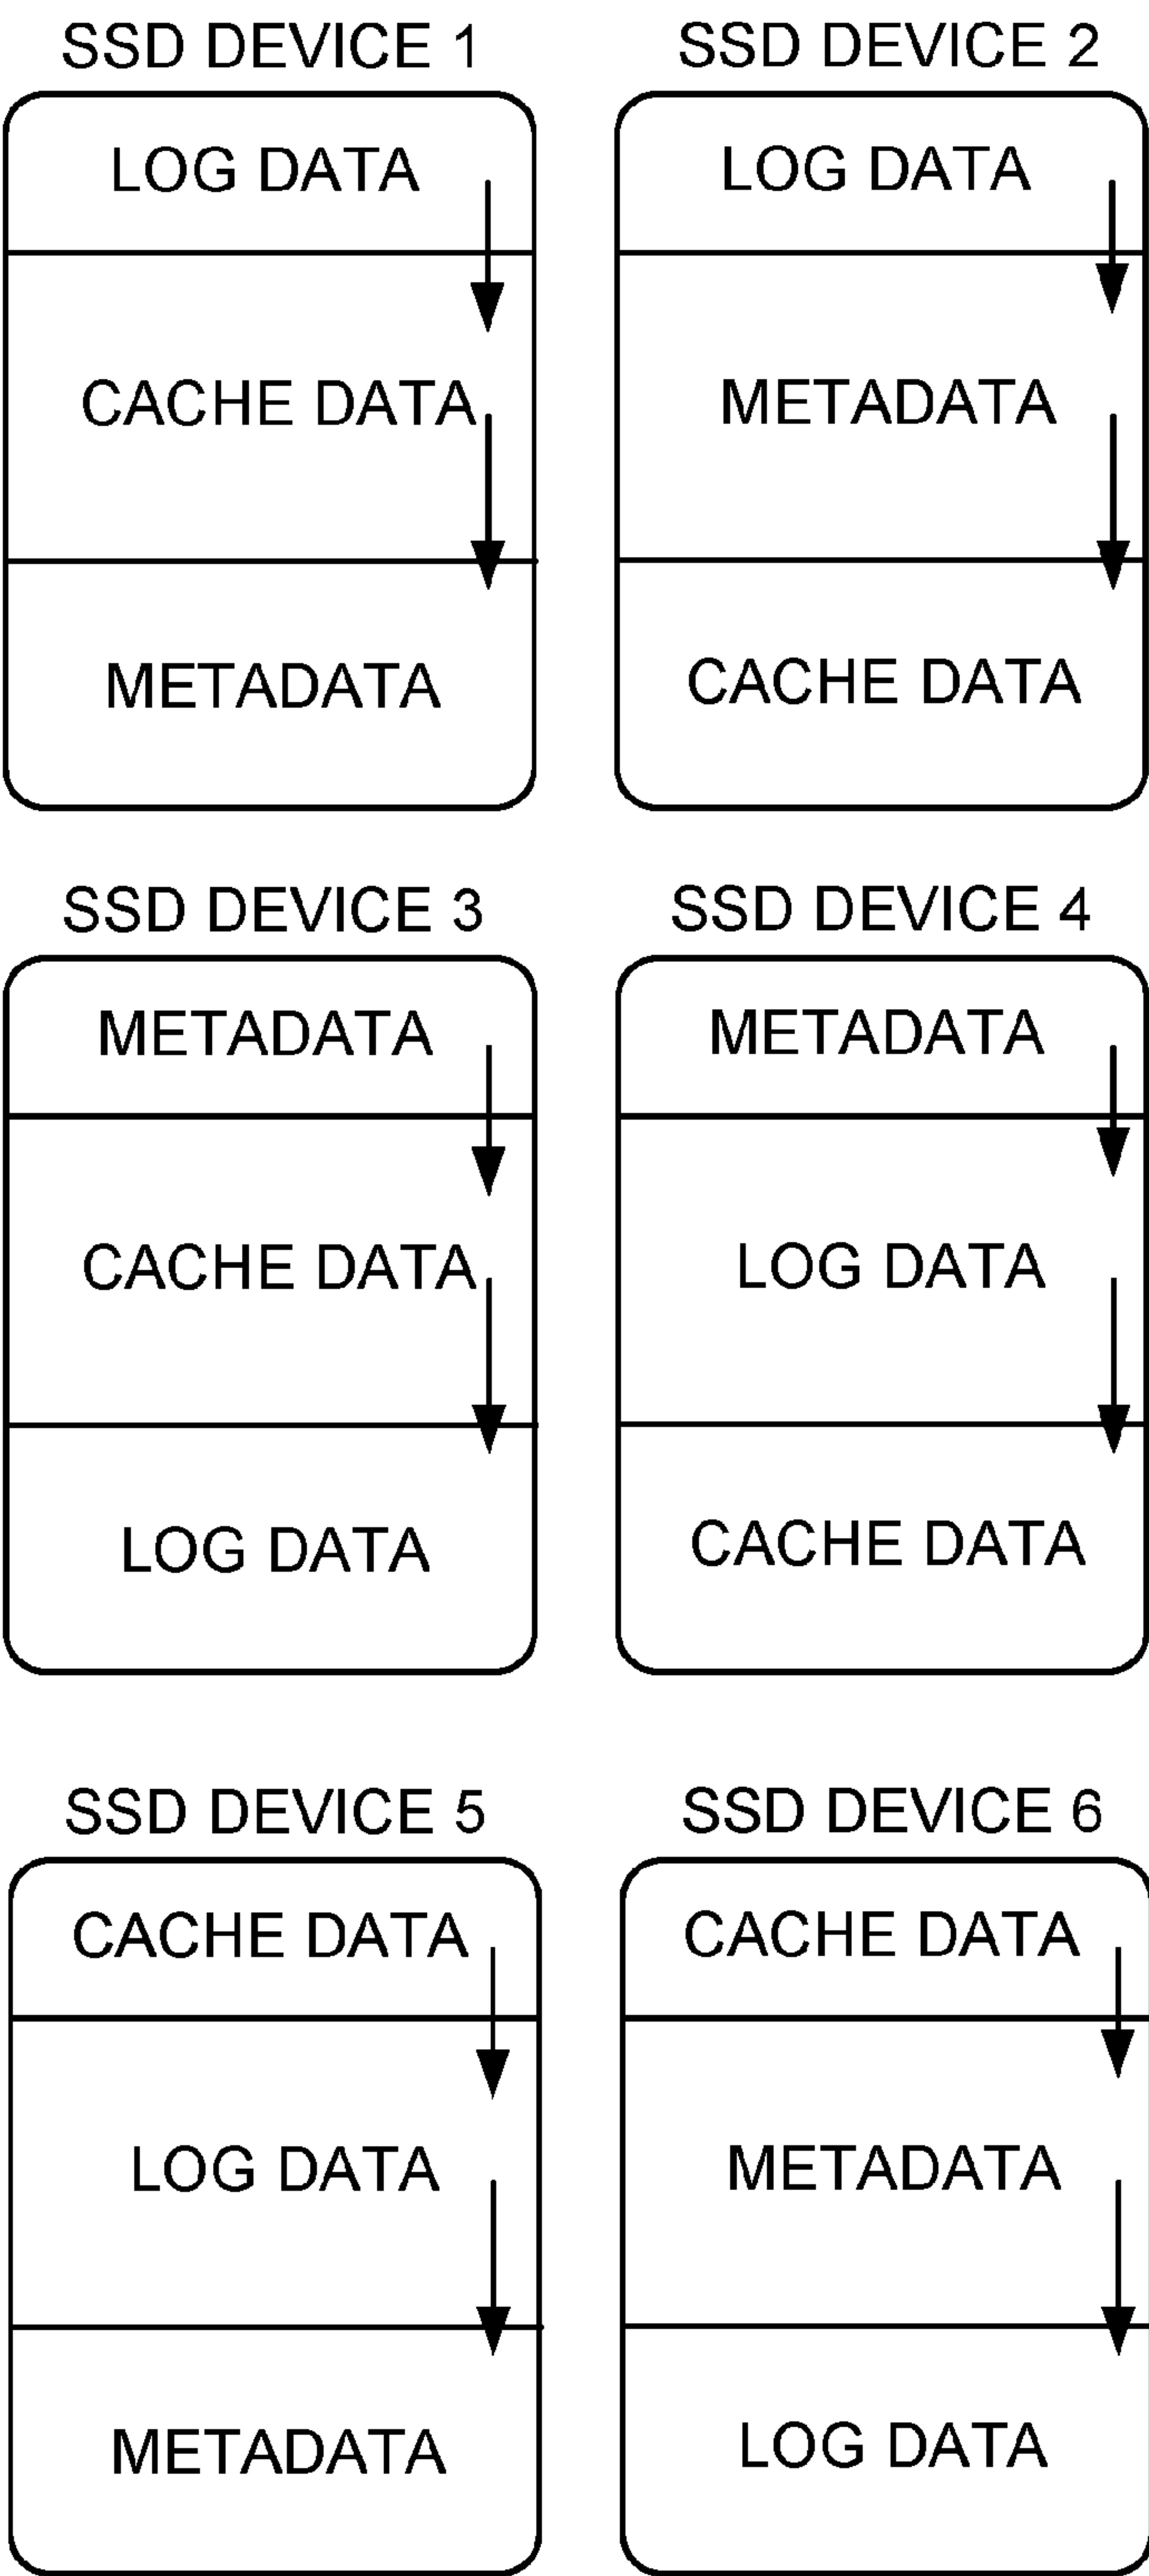 SSD DEVICE 1
LOG DATA
CACHE DATA
METADATA
SSD DEVICE 2
LOG DATA
METADATA
CACHE DATA
SSD DEVICE 3
METADATA
CACHE DATA
LOG DATA
SSD DEVICE 4
METADATA
LOG DATA
CACHE DATA
SSD DEVICE 5
CACHE DATA
LOG DATA
METADATA
SSD DEVICE 6
CACHE DATA
METADATA
LOG DATA